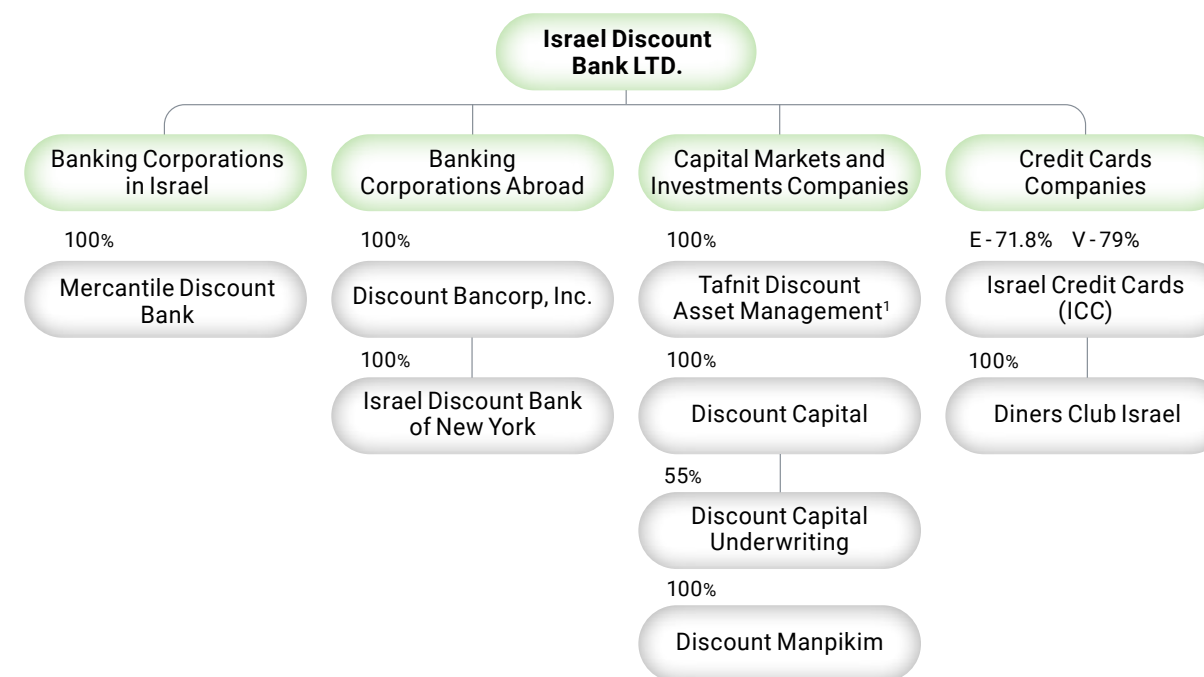 Israel Discount
Bank LTD.
Banking Corporations
in Israel
Banking
Corporations Abroad
Capital Markets and
Investments Companies
Credit Cards
Companies
100%
100%
100%
E - 71.8% V - 79%
Mercantile Discount
Bank
Discount Bancorp, Inc.
Tafnit Discount
Asset Management¹
Israel Credit Cards
(ICC)
100%
100%
100%
Israel Discount Bank
of New York
Discount Capital
Diners Club Israel
55%
Discount Capital
Underwriting
100%
Discount Manpikim